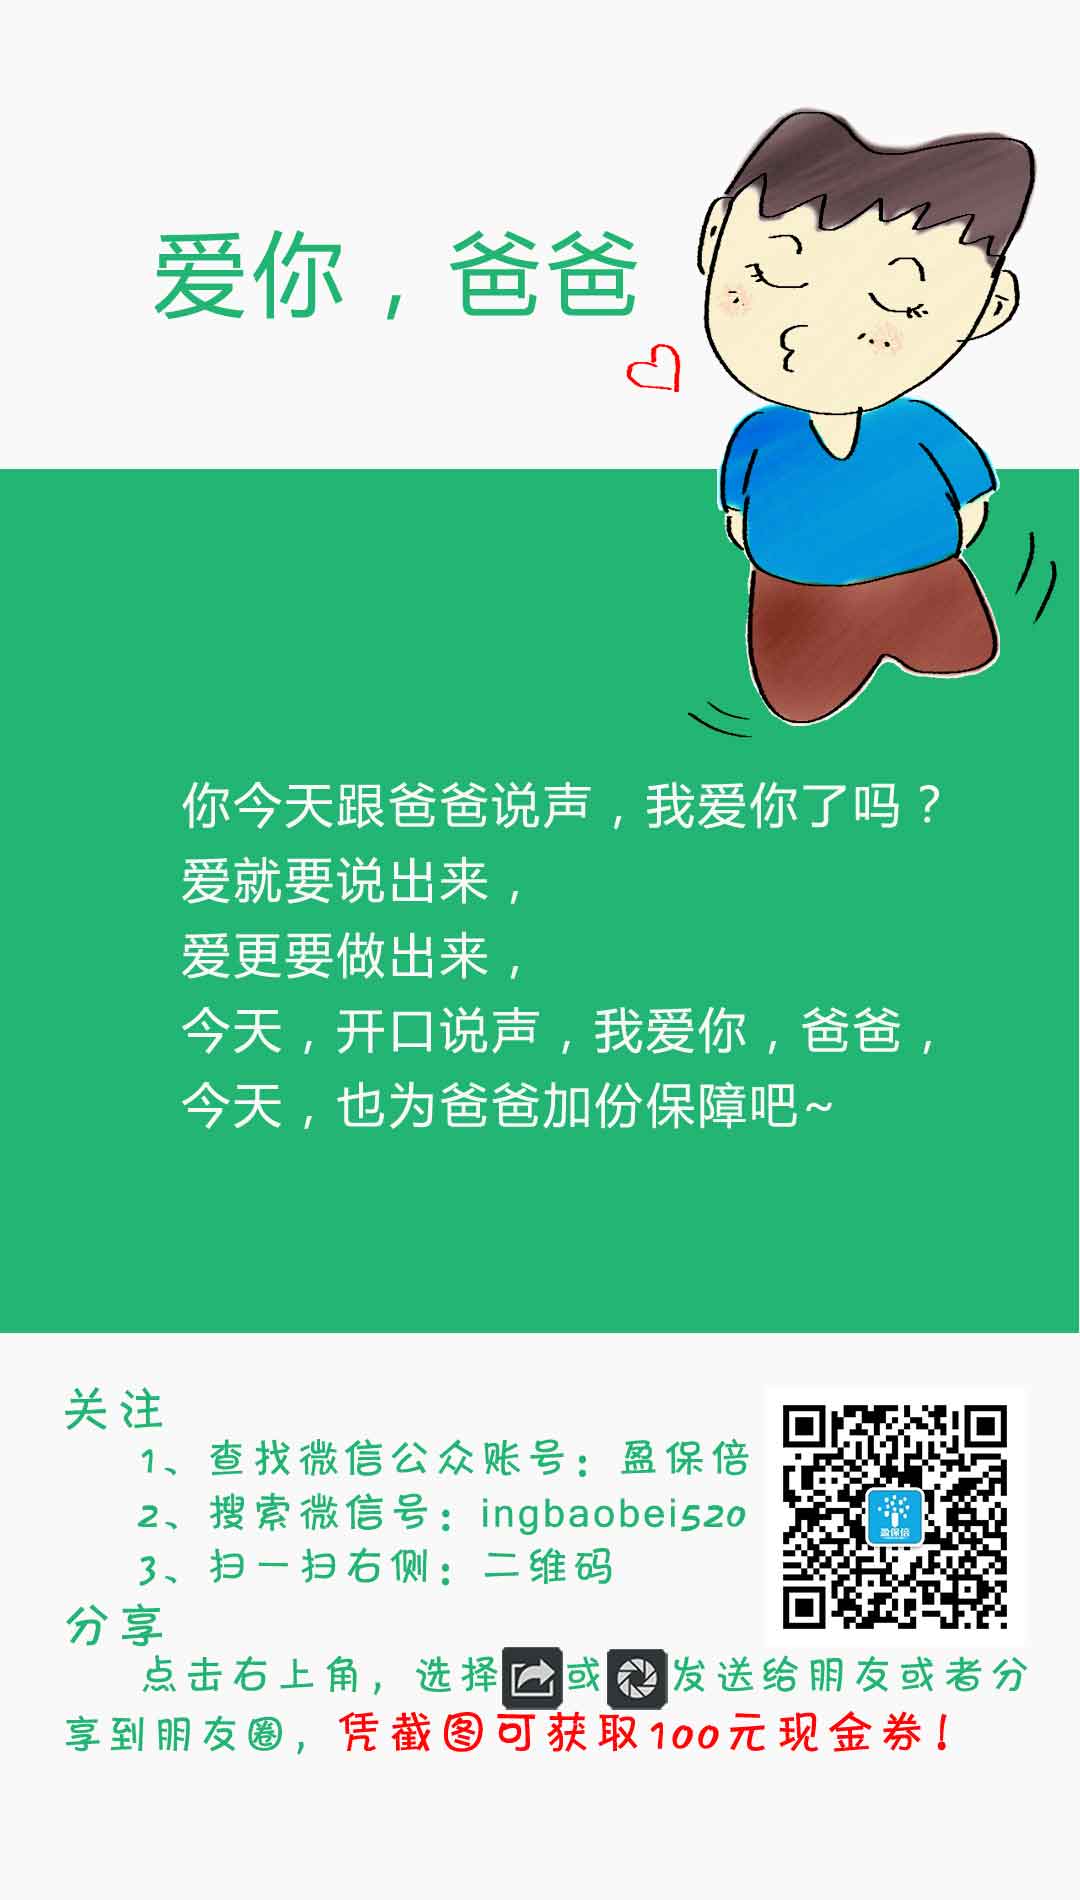 爱你，爸爸
你今天跟爸爸说声，我爱你了吗？
爱就要说出来，
爱更要做出来，
今天，开口说声，我爱你，爸爸，
今天，也为爸爸加份保障吧~
关注
1、查找微信公众账号：盈保倍
2、搜索微信号：ingbaobei520
3、扫一扫右侧：二维码
盈保倍
分享
点击右上角，选择或发送给朋友或者分
享到朋友圈，凭截图可获取100元现金券！